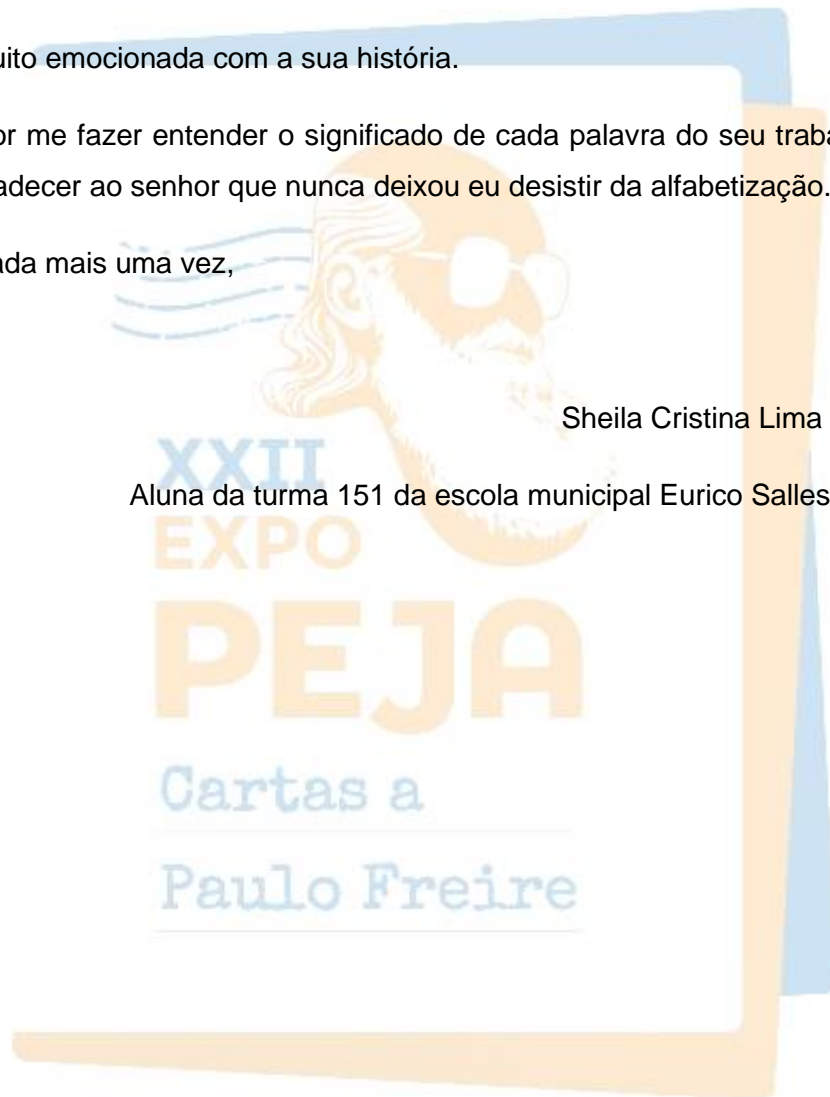 uito emocionada com a sua história.
or me fazer entender o significado de cada palavra do seu traba
adecer ao senhor que nunca deixou eu desistir da alfabetização.
ada mais uma vez,
Sheila Cristina Lima
Aluna da turma 151 da escola municipal Eurico Salles
XXII
EXPO
PEJA
Cartas a
Paulo Freire